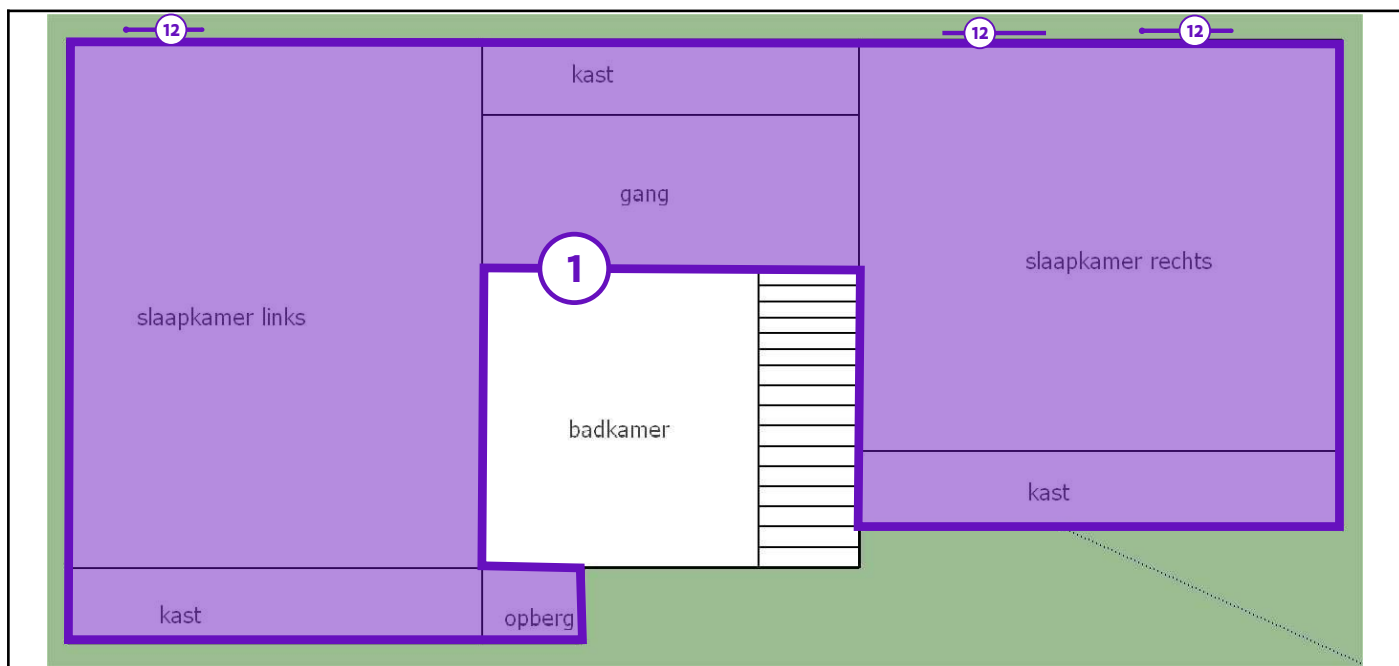 12
12
12
kast
gang
1
slaapkamer rechts
slaapkamer links
badkamer
kast
kast
opberg